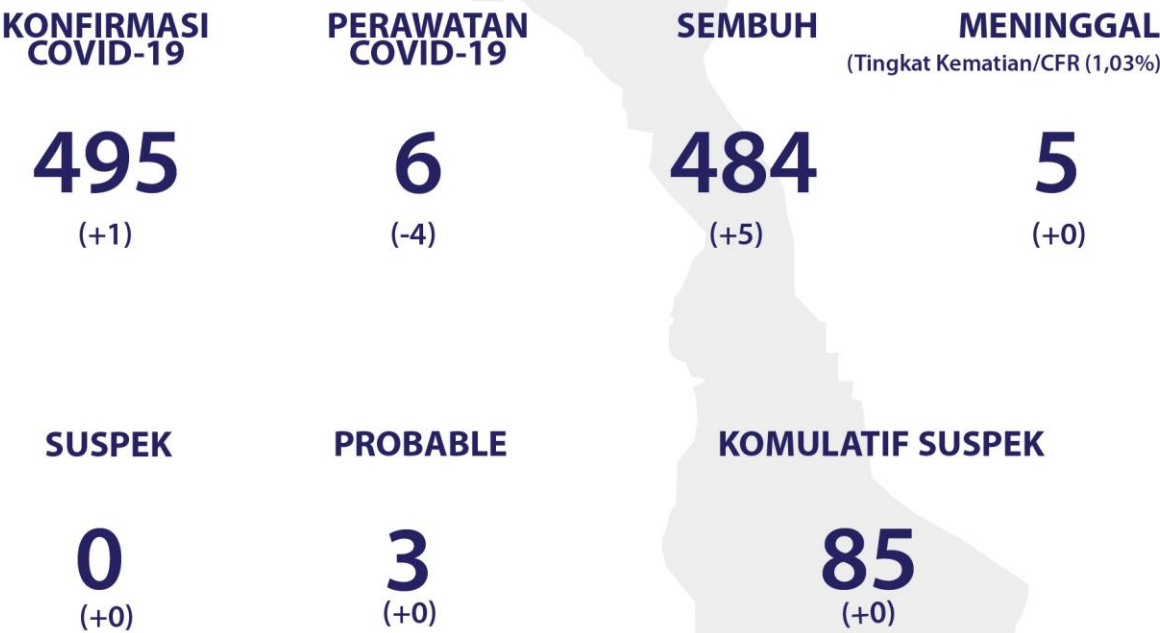 KONFIRMASI
COVID-19
PERAWATAN
COVID-19
SEMBUH
MENINGGAL
(Tingkat Kematian/CFR (1,03%)
495
(+1)
6
(-4)
484
(+5)
5
(+0)
SUSPEK
PROBABLE
KOMULATIF SUSPEK
0
(+0)
3
(+0)
85
(+0)